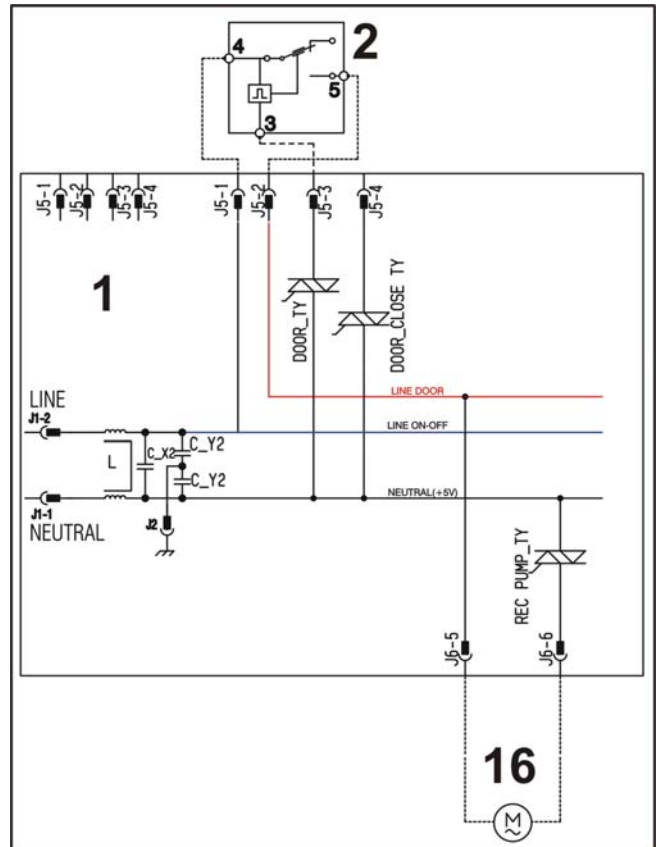 4
2
5
3
J5-1
J5-2
J5-3
J5-4
J5-1
J5-2
J5-3
J5-4
1
DOOR_TY
DOOR_CLOSE TY
LINE DOOR
LINE
J1-2
LINE ON-OFF
L
C_X2
C_Y2
C_Y2
NEUTRAL(+5V)
J1-1
NEUTRAL
J2
REC PUMP_TY
J6-5
J6-6
16
M